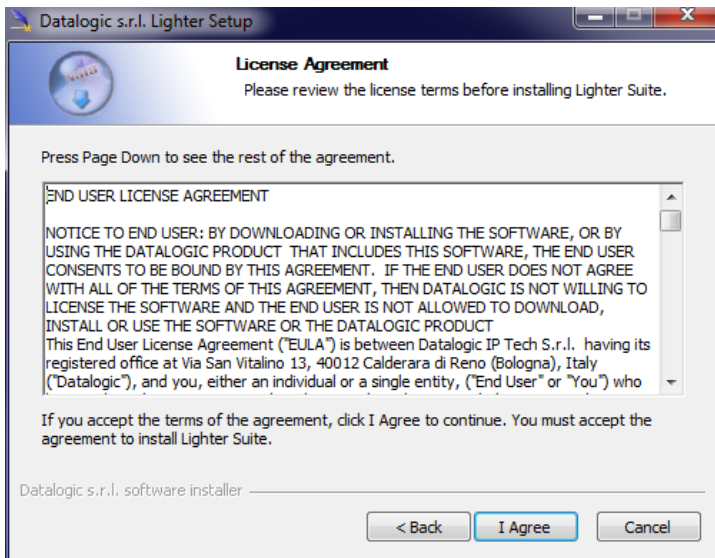 Datalogic s.r.l. Lighter Setup
License Agreement
Please review the license terms before installing Lighter Suite.
Press Page Down to see the rest of the agreement.
END USER LICENSE AGREEMENT
NOTICE TO END USER: BY DOWNLOADING OR INSTALLING THE SOFTWARE, OR BY
USING THE DATALOGIC PRODUCT  THAT INCLUDES THIS SOFTWARE, THE END USER
CONSENTS TO BE BOUND BY THIS AGREEMENT.  IF THE END USER DOES NOT AGREE
WITH ALL OF THE TERMS OF THIS AGREEMENT, THEN DATALOGIC IS NOT WILLING TO
LICENSE THE SOFTWARE AND THE END USER IS NOT ALLOWED TO DOWNLOAD,
INSTALL OR USE THE SOFTWARE OR THE DATALOGIC PRODUCT
This End User License Agreement ("EULA") is between Datalogic IP Tech S.r.l.  having its
registered office at Via San Vitalino 13, 40012 Calderara di Reno (Bologna), Italy
("Datalogic"), and you, either an individual or a single entity, ("End User" or "You") who
If you accept the terms of the agreement, click I Agree to continue. You must accept the
agreement to install Lighter Suite.
Datalogic s.r.l. software installer
< Back
I Agree
Cancel